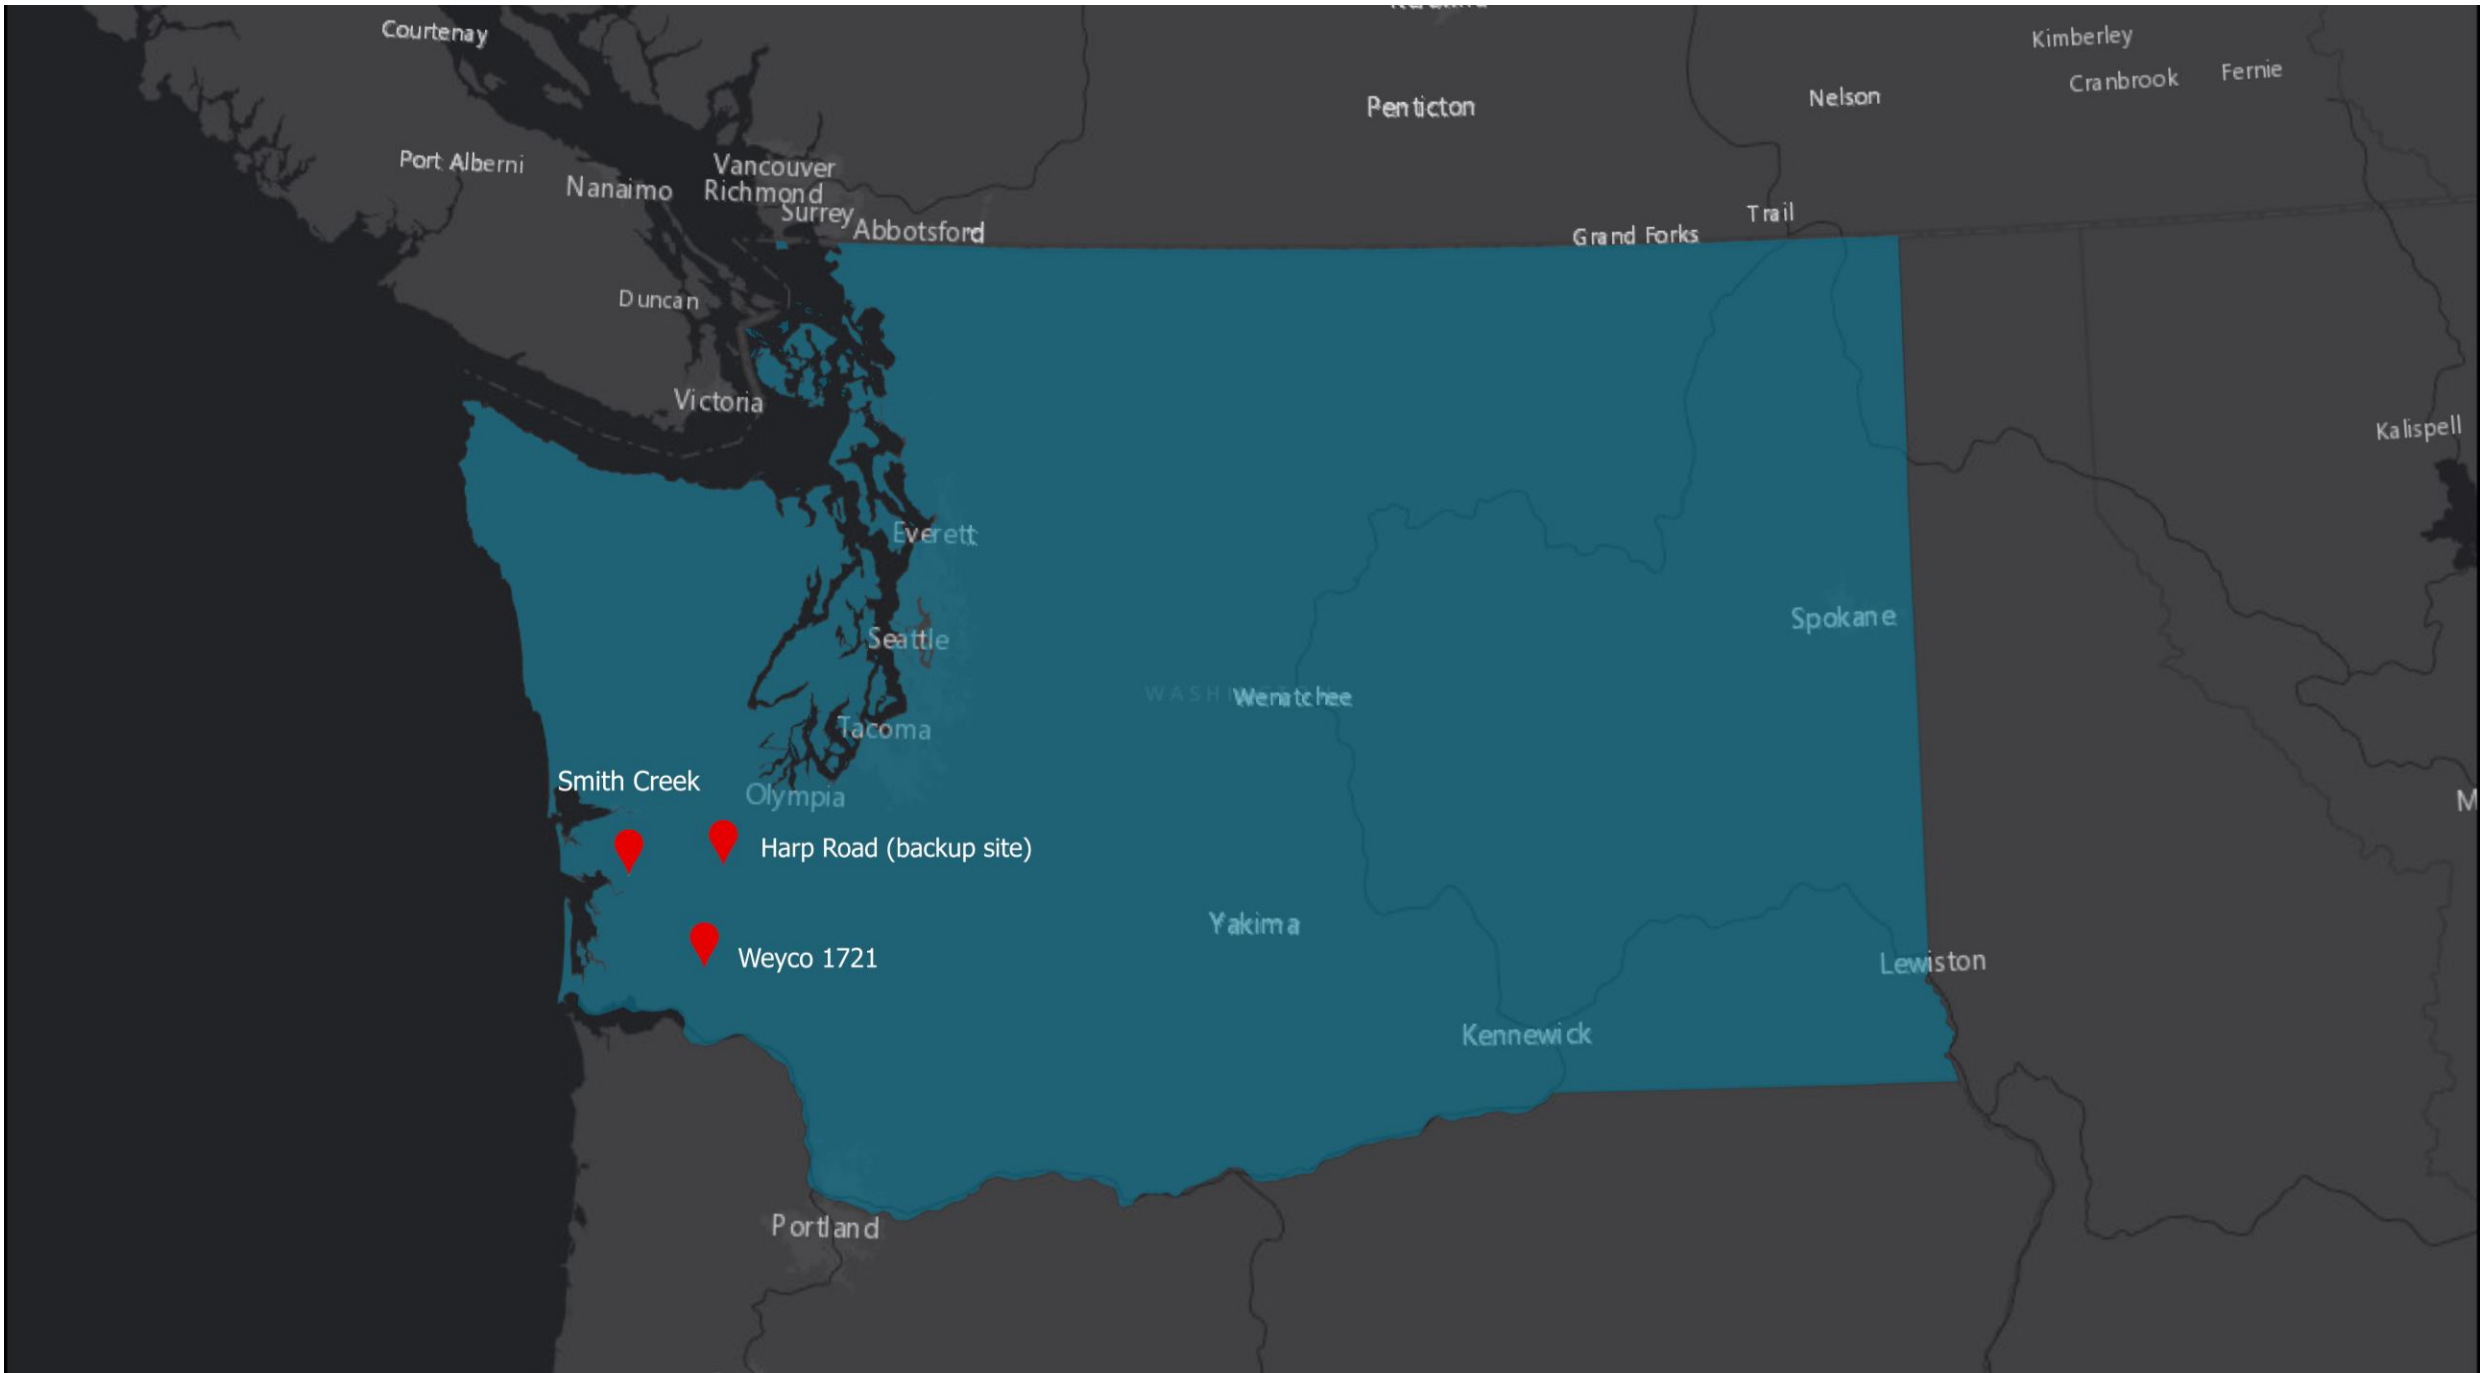 Courtenay
Kimberley
Cranbrook
Fernie
Penticton
Nelson
Port Alberni
Nanaimo
Vancouver
Richmond
Surrey
Abbotsford
Trail
Grand Forks
Duncan
Victoria
Kalispell
Everett
Spokane
Seattle
Wenatchee
Tacoma
Smith Creek
Olympia
Harp Road (backup site)
Yakima
Weyco 1721
Lewiston
Kennewick
Portland